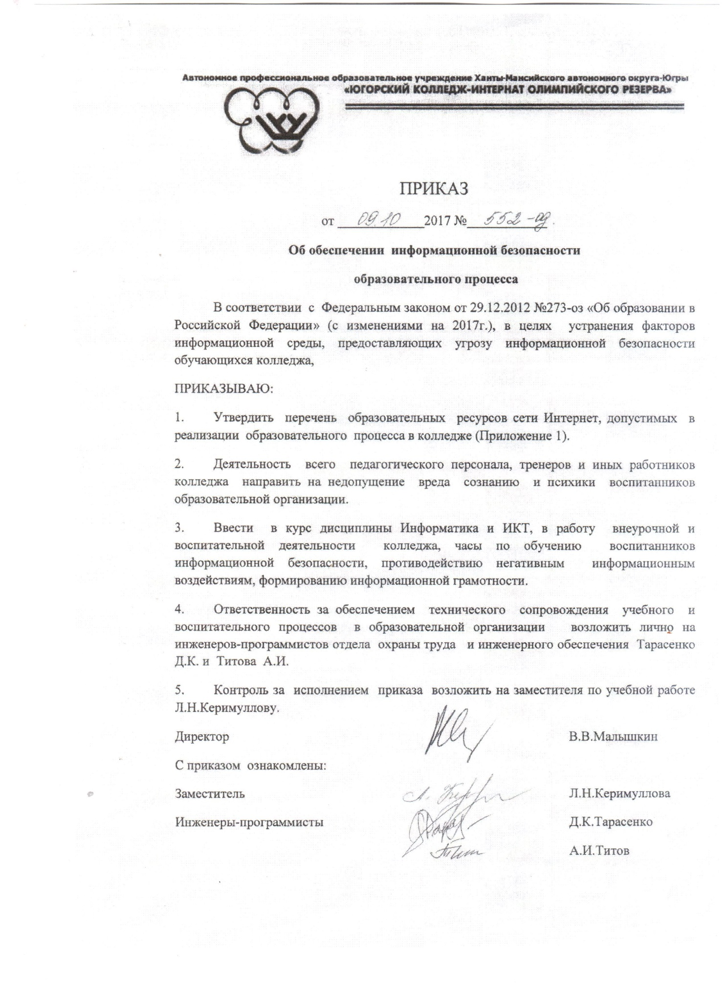 Автономное профессиональное образовательное учреждение Ханты-Мансийского автономного округа-Югры
«ЮГОРСКИЙ КОЛЛЕДЖ-ИНТЕРНАТ ОЛИМПИЙСКОГО РЕЗЕРВА»
ПРИКАЗ
от 09.10 2017 № 552-од.
Об обеспечении информационной безопасности
образовательного процесса
В соответствии с Федеральным законом от 29.12.2012 №273-оз «Об образовании в
Российской Федерации» (с изменениями на 2017г.), в целях устранения факторов
информационной среды, предоставляющих угрозу информационной безопасности
обучающихся колледжа,
ПРИКАЗЫВАЮ:
1. Утвердить перечень образовательных ресурсов сети Интернет, допустимых в
реализации образовательного процесса в колледже (Приложение 1).
2. Деятельность всего педагогического персонала, тренеров и иных работников
колледжа направить на недопущение вреда сознанию и психики воспитанников
образовательной организации.
3. Ввести в курс дисциплины Информатика и ИКТ, в работу внеурочной и
воспитательной деятельности колледжа, часы по обучению воспитанников
информационной безопасности, противодействию негативным информационным
воздействиям, формированию информационной грамотности.
4. Ответственность за обеспечением технического сопровождения учебного и
воспитательного процессов в образовательной организации возложить лично на
инженеров-программистов отдела охраны труда и инженерного обеспечения Тарасенко
Д.К. и Титова А.И.
5. Контроль за исполнением приказа возложить на заместителя по учебной работе
Л.Н.Керимуллову.
Директор В.В.Малышкин
С приказом ознакомлены:
Заместитель Л.Н.Керимуллова
Инженеры-программисты Д.К.Тарасенко
А.И.Титов